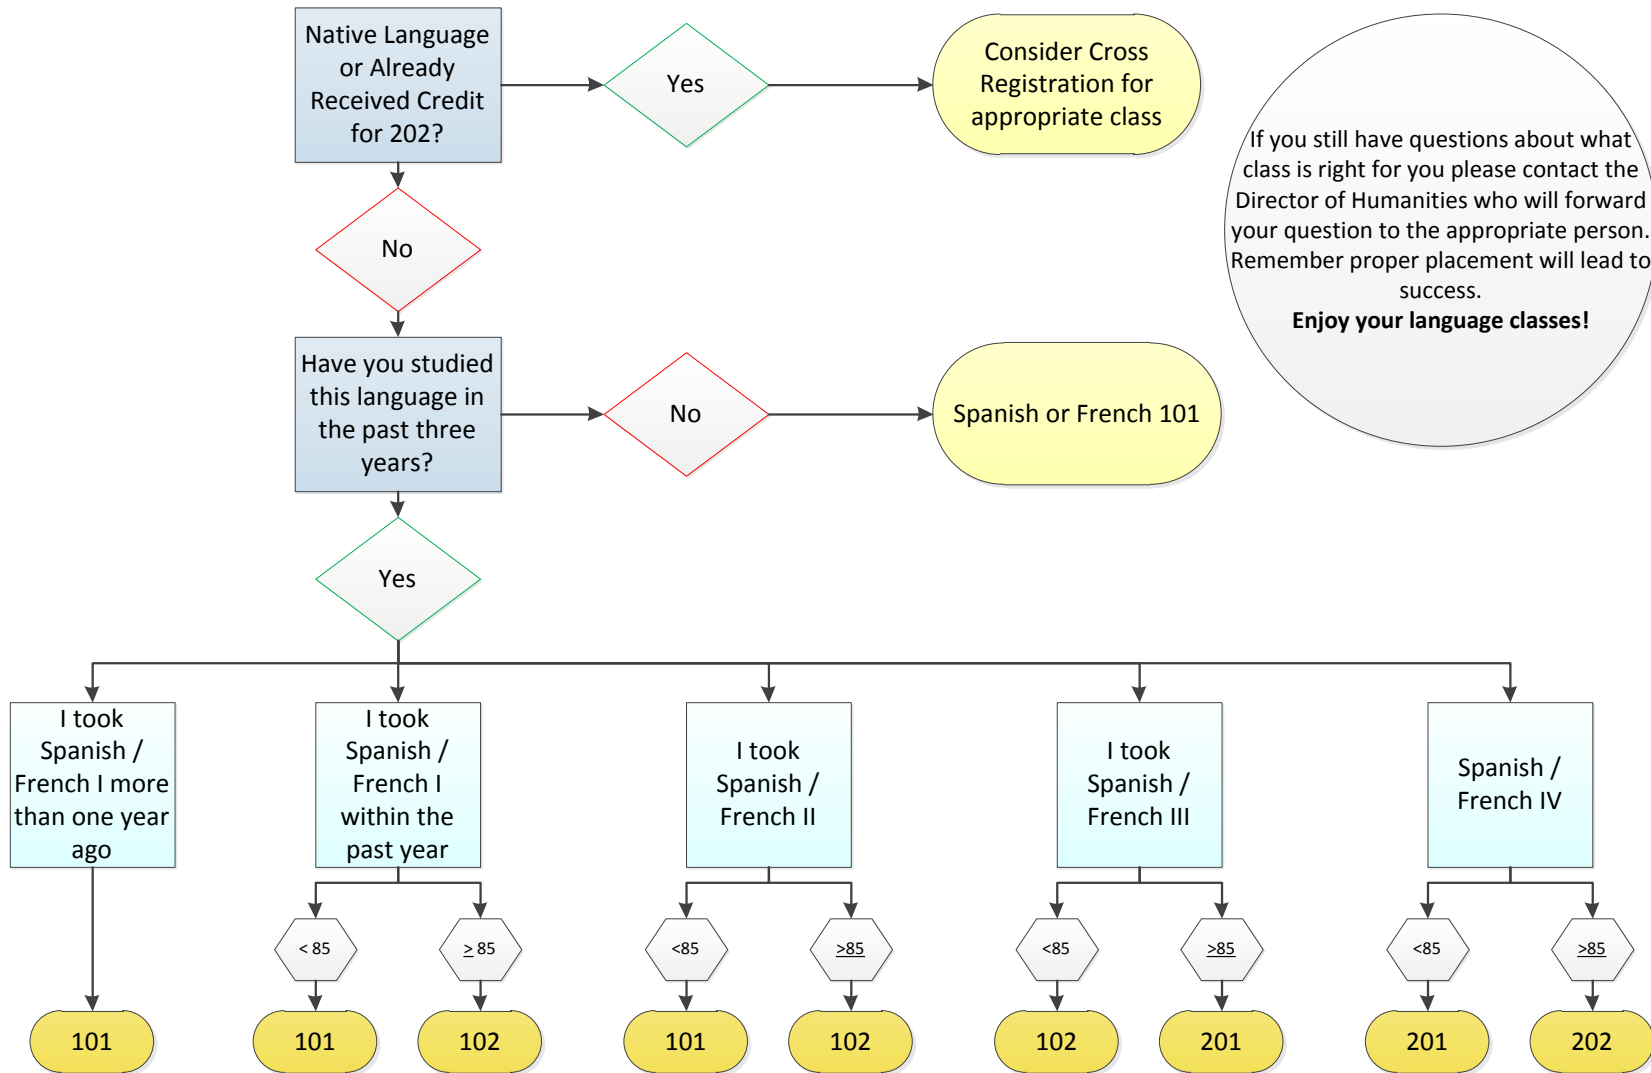 Native Language
or Already
Received Credit
for 202?
Yes
Consider Cross
Registration for
appropriate class
If you still have questions about what
class is right for you please contact the
Director of Humanities who will forward
your question to the appropriate person.
Remember proper placement will lead to
success.
Enjoy your language classes!
No
Have you studied
this language in
the past three
years?
No
Spanish or French 101
Yes
I took
Spanish /
French I more
than one year
ago
I took
Spanish /
French I
within the
past year
I took
Spanish /
French II
I took
Spanish /
French III
Spanish /
French IV
< 85
> 85
<85
>85
<85
>85
<85
>85
101
101
102
101
102
102
201
201
202